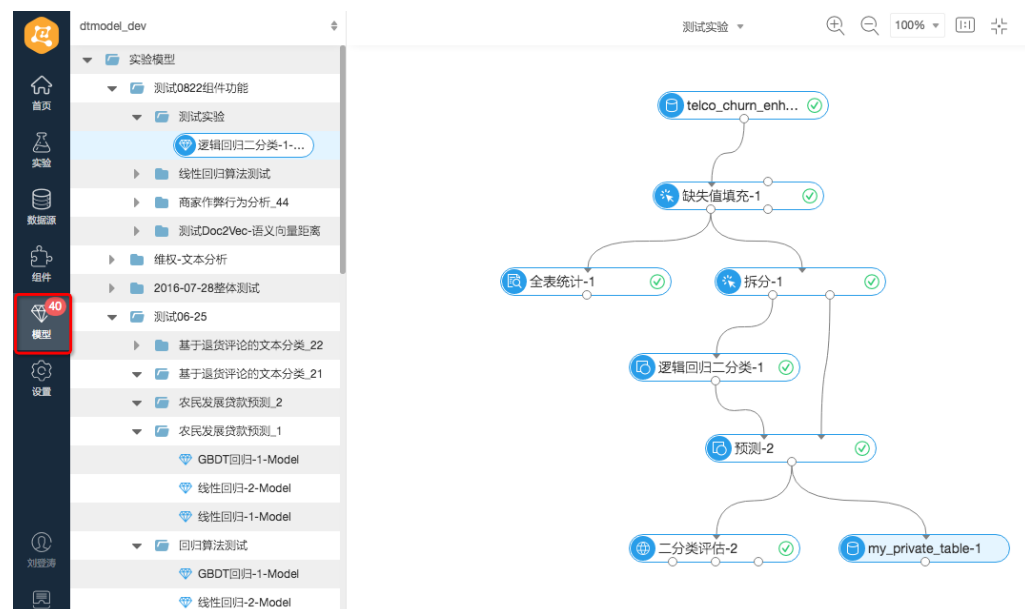 dtmodel_dev
测试实验
100%
首页
实验
数据源
组件
40
模型
设置
刘登涛
实验模型
测试0822组件功能
测试实验
逻辑回归二分类-1-...
线性回归算法测试
商家作弊行为分析_44
测试Doc2Vec-语义向量距离
维权-文本分析
2016-07-28整体测试
测试06-25
基于退货评论的文本分类_22
基于退货评论的文本分类_21
农民发展贷款预测_2
农民发展贷款预测_1
GBDT回归-1-Model
线性回归-2-Model
线性回归-1-Model
回归算法测试
GBDT回归-1-Model
线性回归-2-Model
telco_churn_enh...
缺失值填充-1
全表统计-1
拆分-1
逻辑回归二分类-1
预测-2
二分类评估-2
my_private_table-1